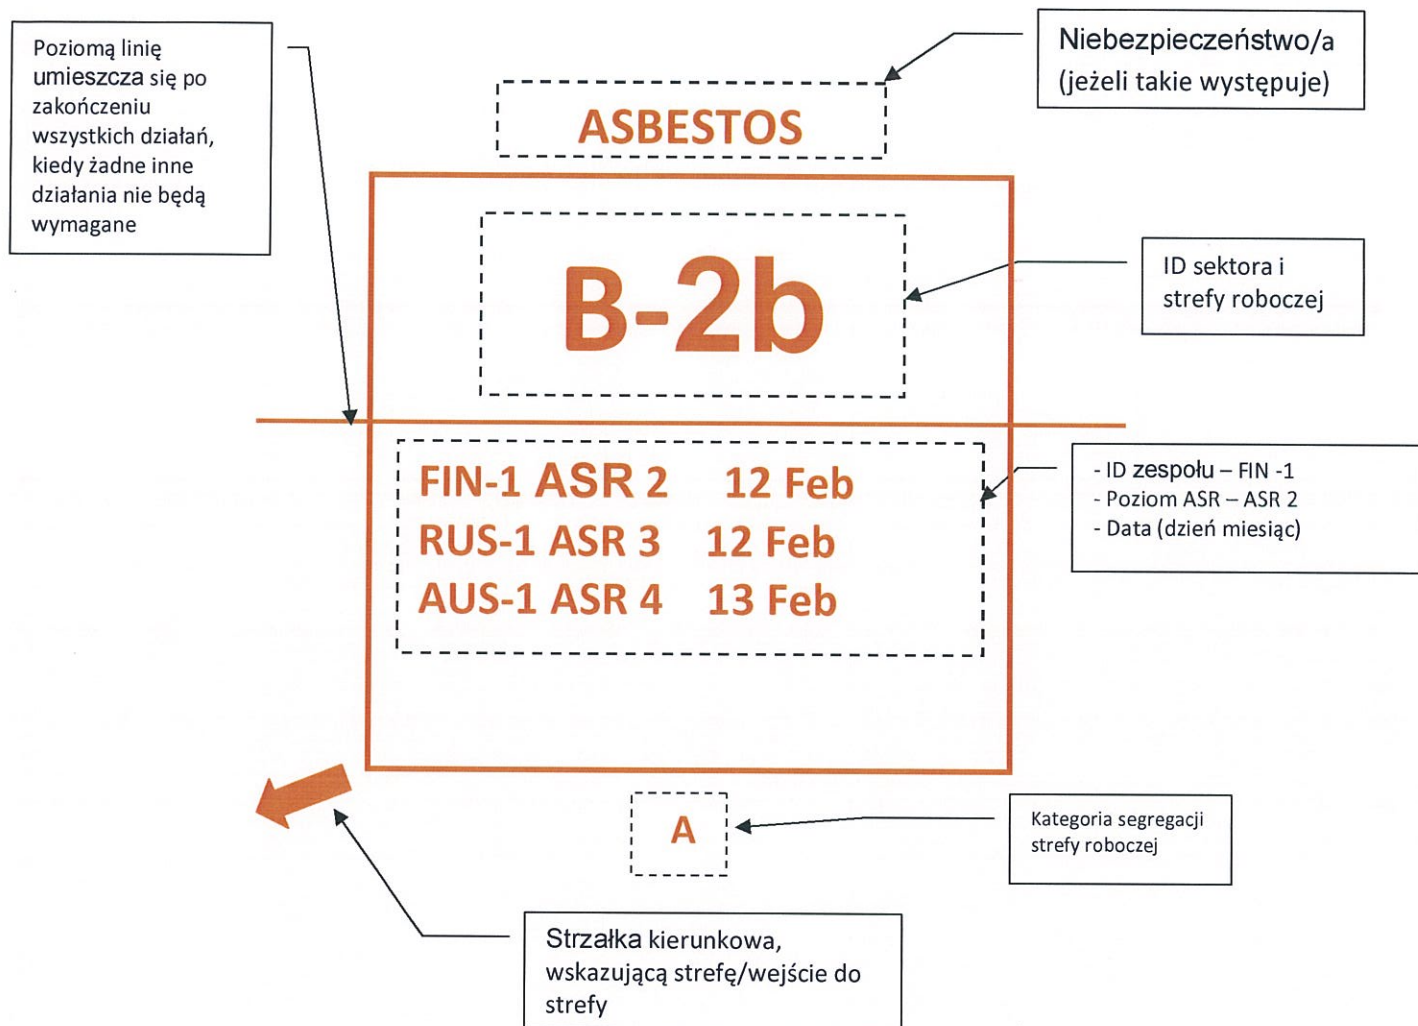 Poziomą linię
umieszcza się po
zakończeniu
wszystkich działań,
kiedy żadne inne
działania nie będą
wymagane
Niebezpieczeństwo/a
(jeżeli takie występuje)
ASBESTOS
B-2b
ID sektora i
strefy roboczej
FIN-1 ASR 2 12 Feb
RUS-1 ASR 3 12 Feb
AUS-1 ASR 4 13 Feb
- ID zespołu – FIN -1
- Poziom ASR – ASR 2
- Data (dzień miesiąc)
A
Kategoria segregacji
strefy roboczej
Strzałka kierunkowa,
wskazującą strefę/wejście do
strefy